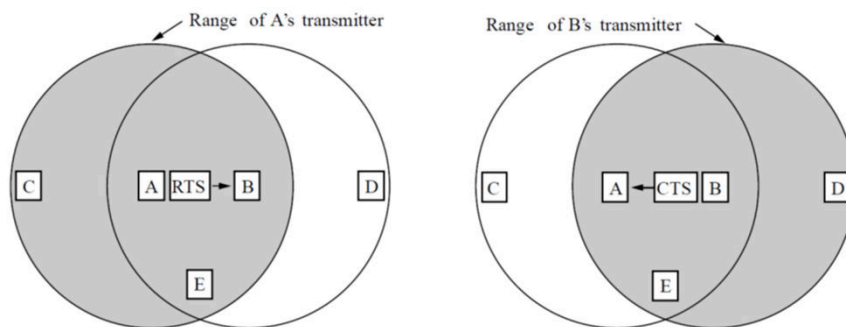 Range of A's transmitter
Range of B's transmitter
C
A
RTS
B
D
E
C
A
CTS
B
D
E